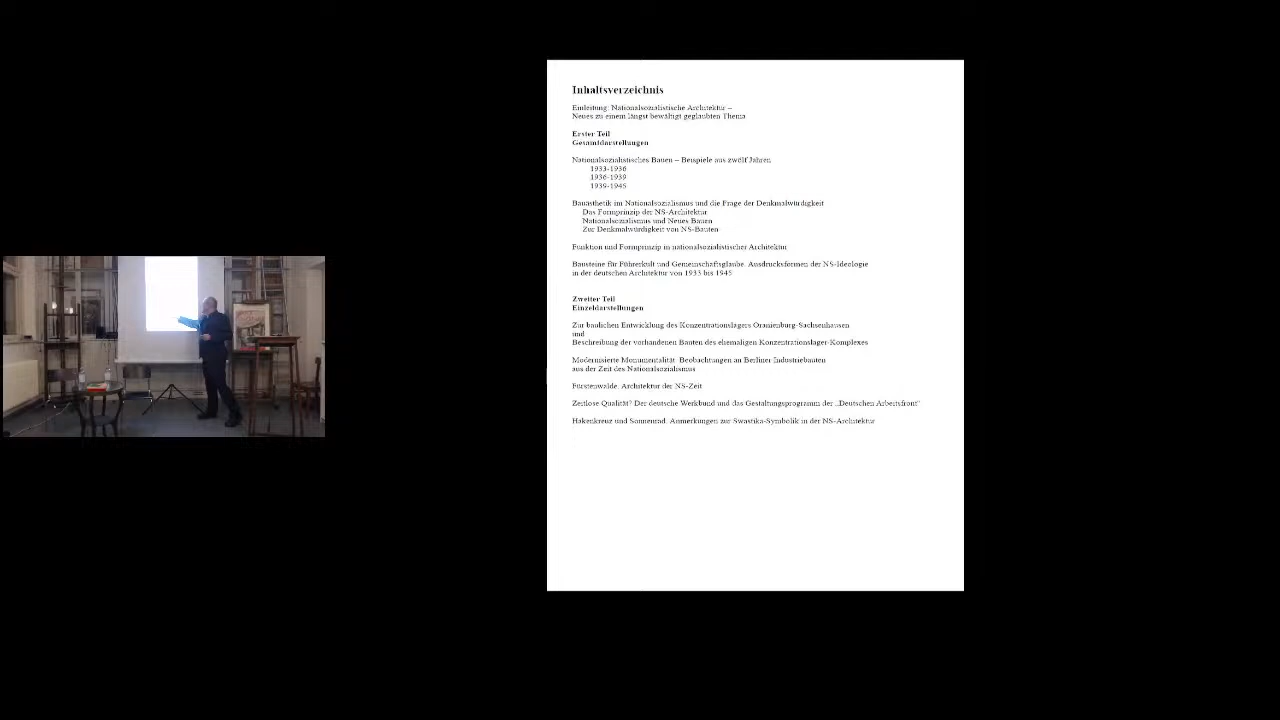 Inhaltsverzeichnis
Einleitung: Nationalsozialistische Architektur –
Neues zu einem längst bewältigt geglaubten Thema
Erster Teil
Gesamtdarstellungen
Nationalsozialistisches Bauen – Beispiele aus zwölf Jahren
1933-1936
1936-1939
1939-1945
Bauästhetik im Nationalsozialismus und die Frage der Denkmalwürdigkeit
Das Formprinzip der NS-Architektur
Nationalsozialismus und Neues Bauen
Zur Denkmalwürdigkeit von NS-Bauten
Funktion und Formprinzip in nationalsozialistischer Architektur
Bausteine für Führerkult und Gemeinschaftsglaube. Ausdrucksformen der NS-Ideologie
in der deutschen Architektur von 1933 bis 1945
Zweiter Teil
Einzeldarstellungen
Zur baulichen Entwicklung des Konzentrationslagers Oranienburg-Sachsenhausen
und
Beschreibung der vorhandenen Bauten des ehemaligen Konzentrationslager-Komplexes
Modernisierte Monumentalität. Beobachtungen an Berliner Industriebauten
aus der Zeit des Nationalsozialismus
Fürstenwalde. Architektur der NS-Zeit
Zeitlose Qualität? Der deutsche Werkbund und das Gestaltungsprogramm der „Deutschen Arbeitsfront“
Hakenkreuz und Sonnenrad. Anmerkungen zur Swastika-Symbolik in der NS-Architektur